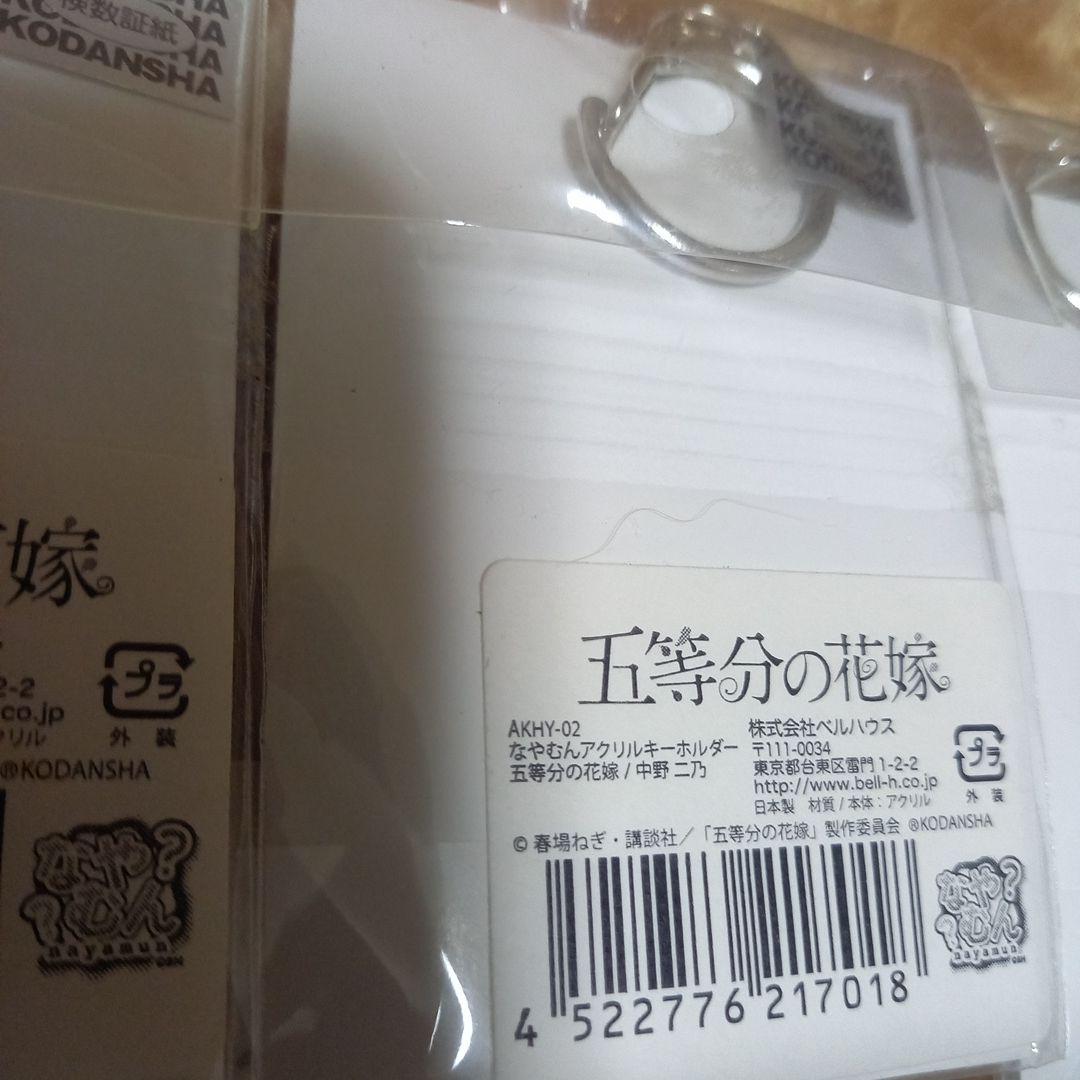 検数証紙
KODANSHA
KODANSHA
嫁
2-2
co.jp
プラ
外装
®KODANSHA
なや?
?むん
nayamun
©BH
五等分の花嫁
AKHY-02
なやむんアクリルキーホルダー
五等分の花嫁/中野 二乃
株式会社ベルハウス
〒111-0034
東京都台東区雷門1-2-2
http://www.bell-h.co.jp
日本製 材質/本体:アクリル
プラ
外装
© 春場ねぎ・講談社/「五等分の花嫁」製作委員会 ®KODANSHA
なや?
?むん
nayamun
©BH
4 522776 217018